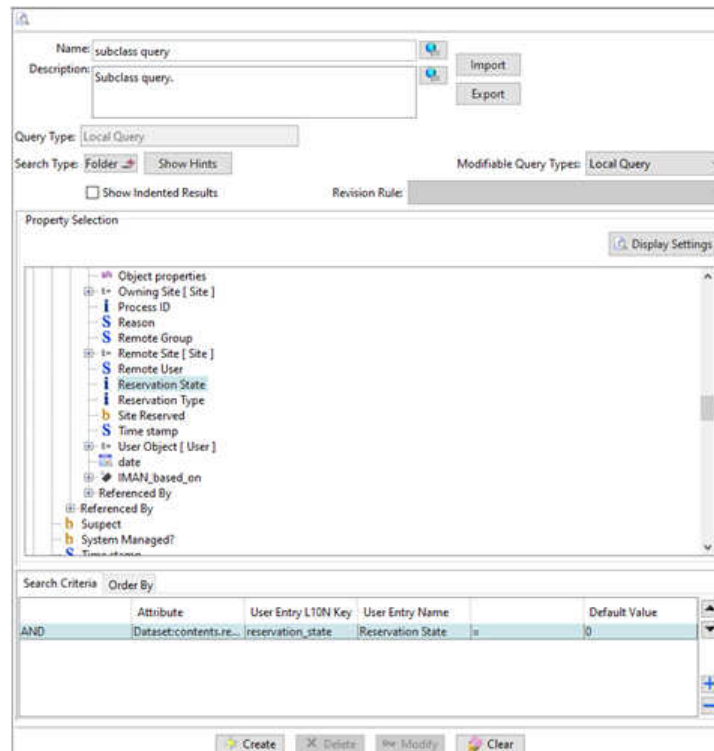 Name: subclass query
Description: Subclass query.
Import
Export
Query Type: Local Query
Search Type: Folder Show Hints Modifiable Query Types: Local Query
Show Indented Results Revision Rule:
Property Selection
Display Settings
Object properties
Owning Site [ Site ]
i Process ID
S Reason
S Remote Group
Remote Site [ Site ]
S Remote User
i Reservation State
i Reservation Type
b Site Reserved
S Time stamp
User Object [ User ]
date
IMAN_based_on
Referenced By
Referenced By
b Suspect
b System Managed?
S Time stamp
Search Criteria Order By
Attribute User Entry L10N Key User Entry Name Default Value
AND Dataset:contents.re... reservation_state Reservation State = 0
Create Delete Modify Clear